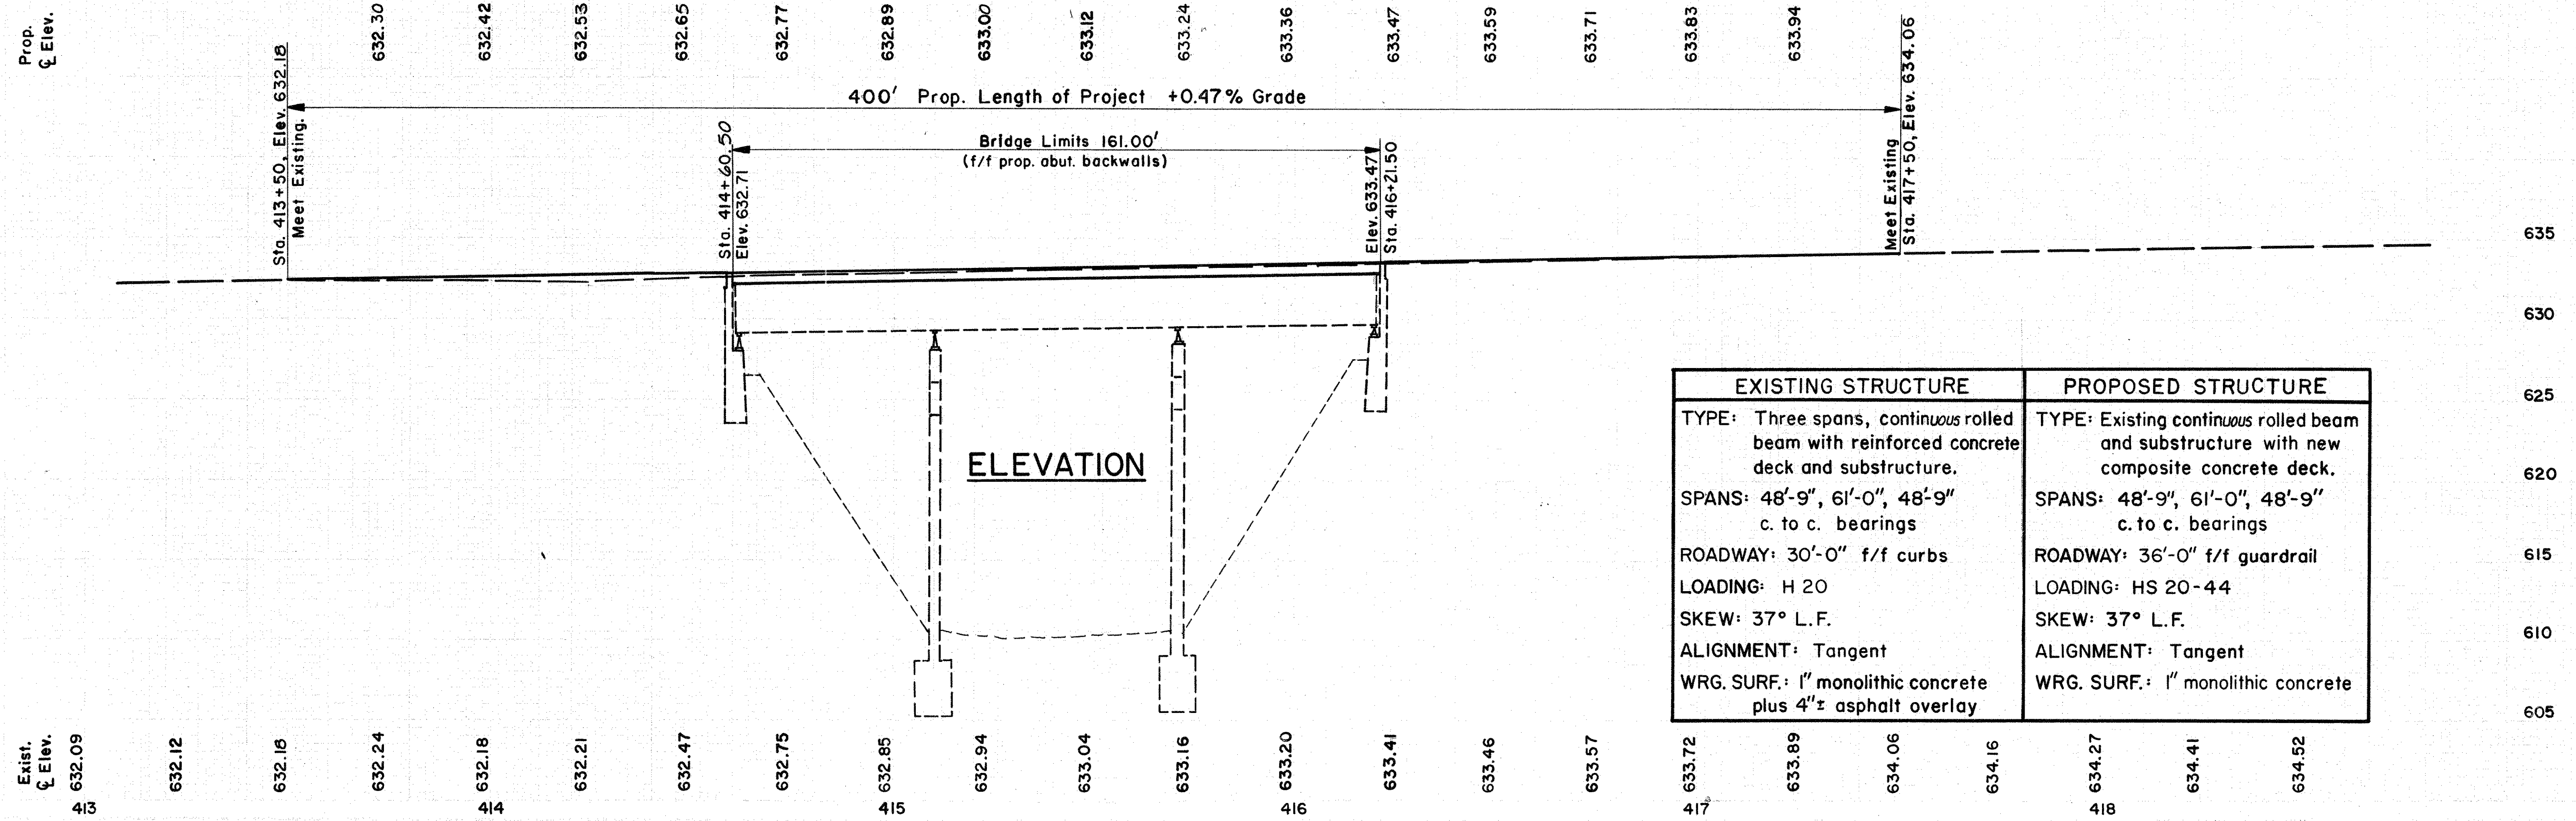 Prop.
℄ Elev.
632.30 632.42 632.53 632.65 632.77 632.89 633.00 633.12 633.24 633.36 633.47 633.59 633.71 633.83 633.94
Sta. 413+50, Elev. 632.18
Meet Existing.
400' Prop. Length of Project +0.47% Grade
Sta. 414+60.50
Elev. 632.71
Bridge Limits 161.00'
(f/f prop. abut. backwalls)
Elev. 633.47
Sta. 416+21.50
Meet Existing
Sta. 417+50, Elev. 634.06
635
630
625
620
615
610
605
ELEVATION
EXISTING STRUCTURE
TYPE: Three spans, continuous rolled
beam with reinforced concrete
deck and substructure.
SPANS: 48'-9", 61'-0", 48'-9"
c. to c. bearings
ROADWAY: 30'-0" f/f curbs
LOADING: H 20
SKEW: 37° L.F.
ALIGNMENT: Tangent
WRG. SURF.: 1" monolithic concrete
plus 4"± asphalt overlay
PROPOSED STRUCTURE
TYPE: Existing continuous rolled beam
and substructure with new
composite concrete deck.
SPANS: 48'-9", 61'-0", 48'-9"
c. to c. bearings
ROADWAY: 36'-0" f/f guardrail
LOADING: HS 20-44
SKEW: 37° L.F.
ALIGNMENT: Tangent
WRG. SURF.: 1" monolithic concrete
Exist.
℄ Elev.
632.09 632.12 632.18 632.24 632.18 632.21 632.47 632.75 632.85 632.94 633.04 633.16 633.20 633.41 633.46 633.57 633.72 633.89 634.06 634.16 634.27 634.41 634.52
413 414 415 416 417 418